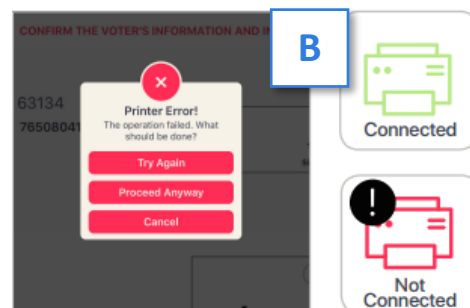 CONFIRM THE VOTER'S INFORMATION AND
B
63134
76508041
Printer Error!
The operation failed. What
should be done?
Try Again
Proceed Anyway
Cancel
Connected
!
Not
Connected